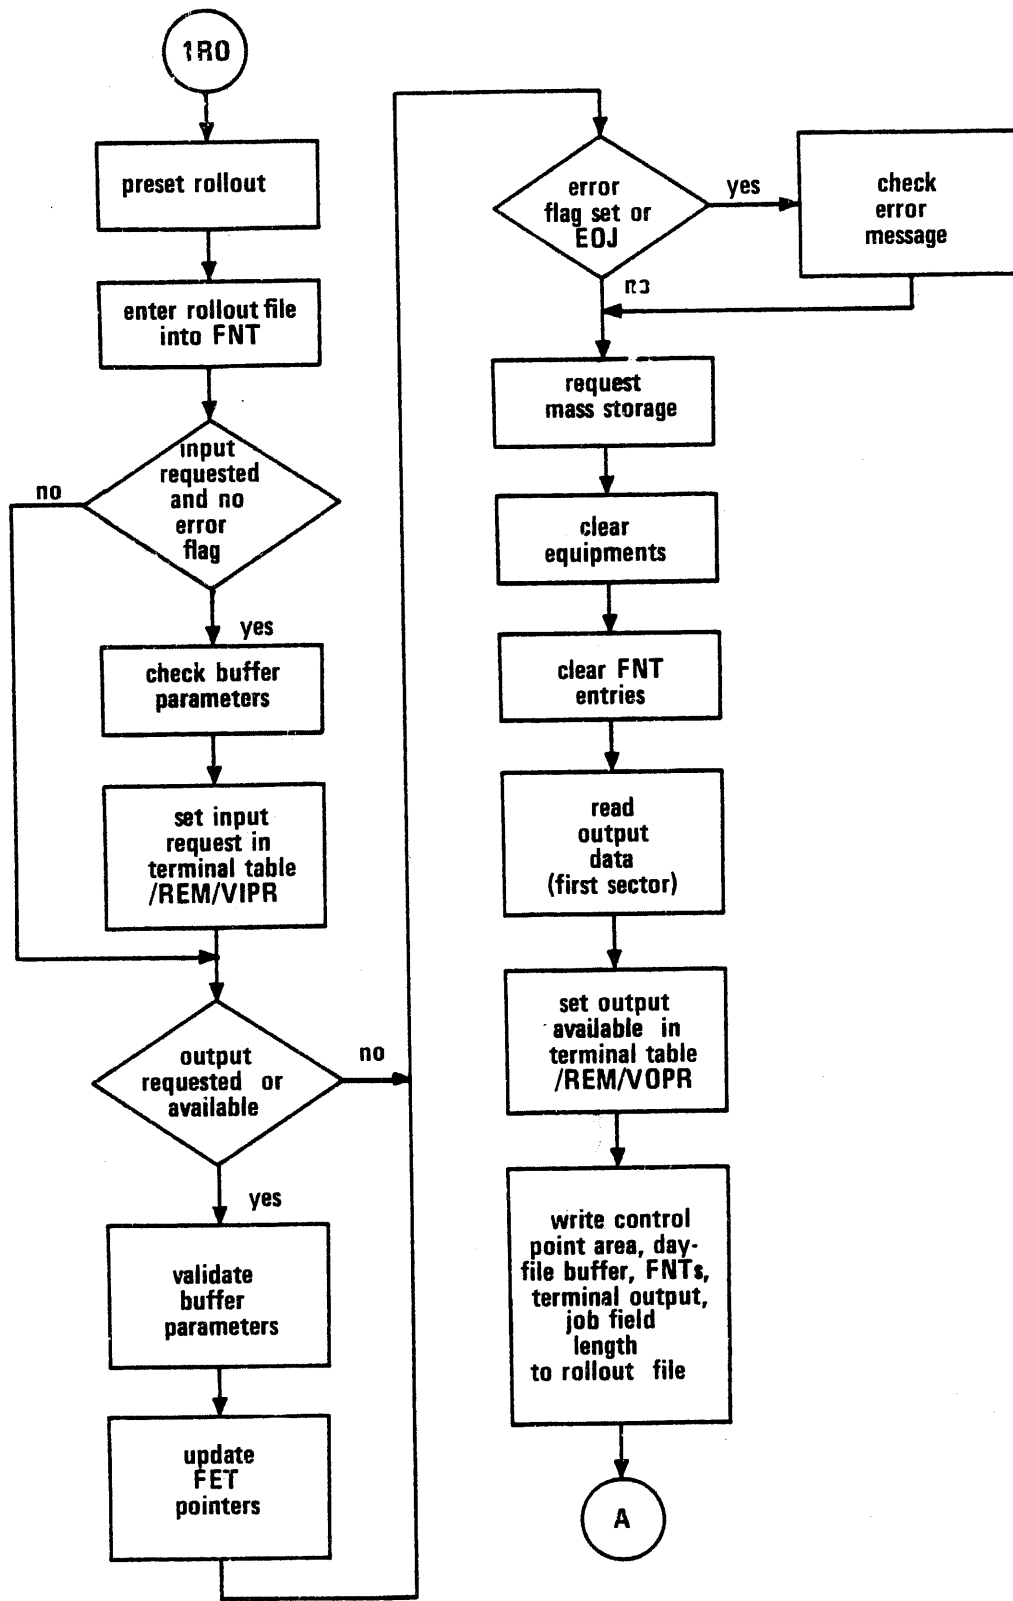 1RO
preset rollout
enter rollout file
into FNT
input
requested
and no
error
flag
no
yes
check buffer
parameters
set input
request in
terminal table
/REM/VIPR
output
requested or
available
no
yes
validate
buffer
parameters
update
FET
pointers
error
flag set or
EOJ
yes
check
error
message
no
request
mass storage
clear
equipments
clear FNT
entries
read
output
data
(first sector)
set output
available in
terminal table
/REM/VOPR
write control
point area, day-
file buffer, FNTs,
terminal output,
job field
length
to rollout file
A